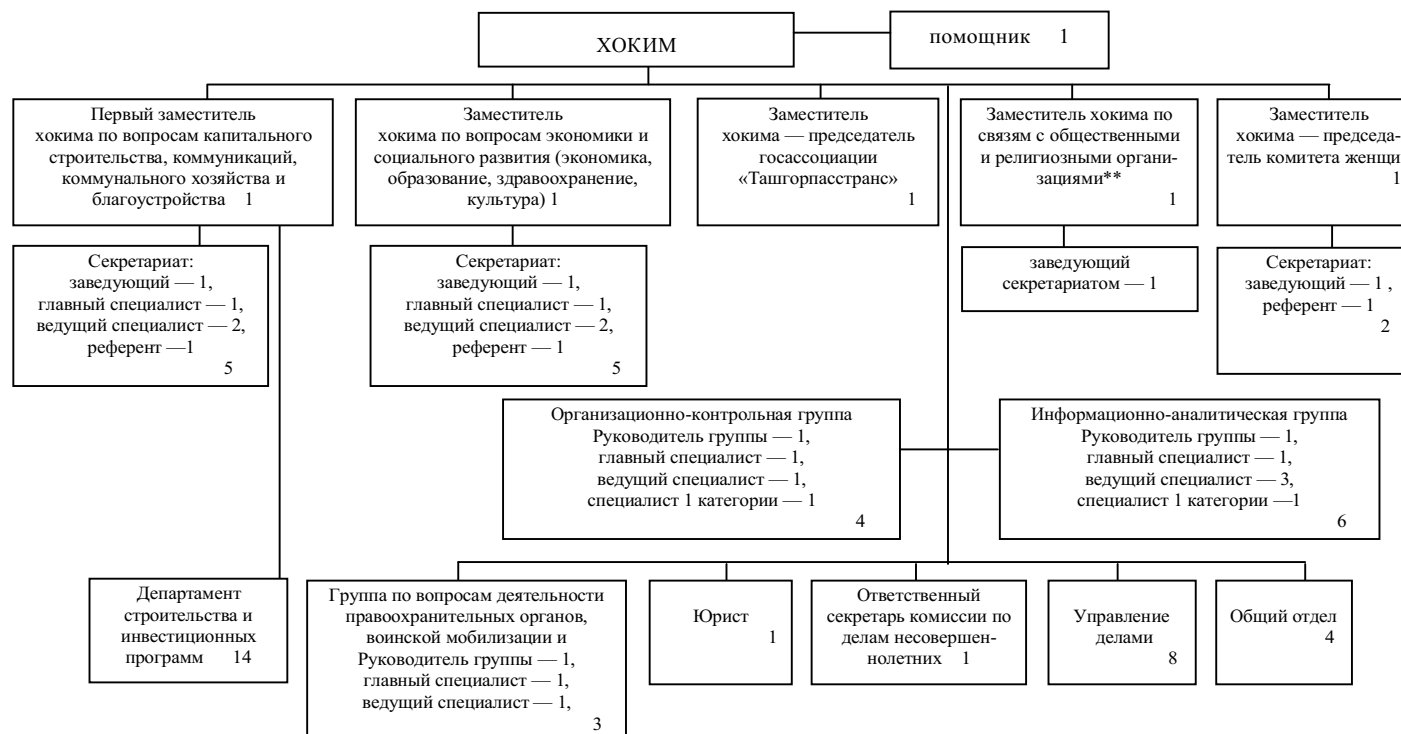 ХОКИМ
помощник 1
Первый заместитель
хокима по вопросам капитального
строительства, коммуникаций,
коммунального хозяйства и
благоустройства 1
Заместитель
хокима по вопросам экономики и
социального развития (экономика,
образование, здравоохранение,
культура) 1
Заместитель
хокима — председатель
госассоциации
«Ташгорпасстранс»
1
Заместитель хокима по
связям с общественными
и религиозными органи-
зациями**
1
Заместитель
хокима — председа-
тель комитета женщи
1
Секретариат:
заведующий — 1,
главный специалист — 1,
ведущий специалист — 2,
референт —1
5
Секретариат:
заведующий — 1,
главный специалист — 1,
ведущий специалист — 2,
референт — 1
5
заведующий
секретариатом — 1
Секретариат:
заведующий — 1 ,
референт — 1
2
Организационно-контрольная группа
Руководитель группы — 1,
главный специалист — 1,
ведущий специалист — 1,
специалист 1 категории — 1
4
Информационно-аналитическая группа
Руководитель группы — 1,
главный специалист — 1,
ведущий специалист — 3,
специалист 1 категории —1
6
Департамент
строительства и
инвестиционных
программ 14
Группа по вопросам деятельности
правоохранительных органов,
воинской мобилизации и
Руководитель группы — 1,
главный специалист — 1,
ведущий специалист — 1,
3
Юрист
1
Ответственный
секретарь комиссии по
делам несовершен-
нолетних 1
Управление
делами
8
Общий отдел
4